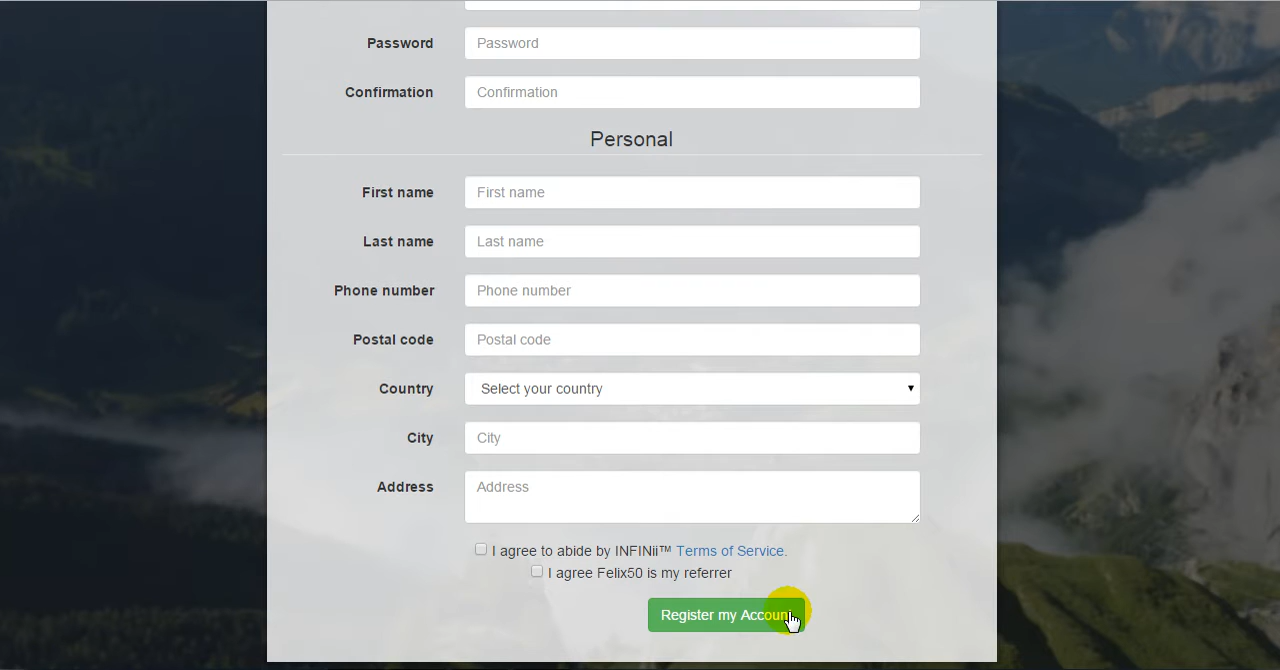 Password Password
Confirmation Confirmation
Personal
First name First name
Last name Last name
Phone number Phone number
Postal code Postal code
Country Select your country
City City
Address Address
I agree to abide by INFINii™ Terms of Service.
I agree Felix50 is my referrer
Register my Account